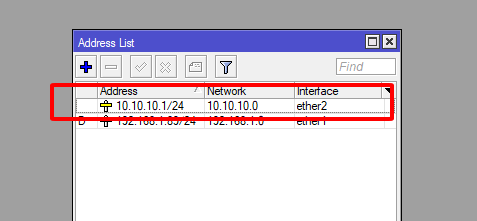 Address List
Find
Address Network Interface
10.10.10.1/24 10.10.10.0 ether2
D 192.168.1.89/24 192.168.1.0 ether1